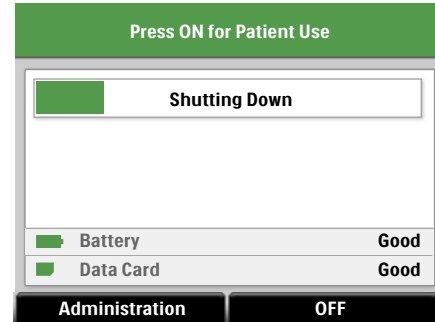 Press ON for Patient Use
Shutting Down
Battery Good
Data Card Good
Administration OFF